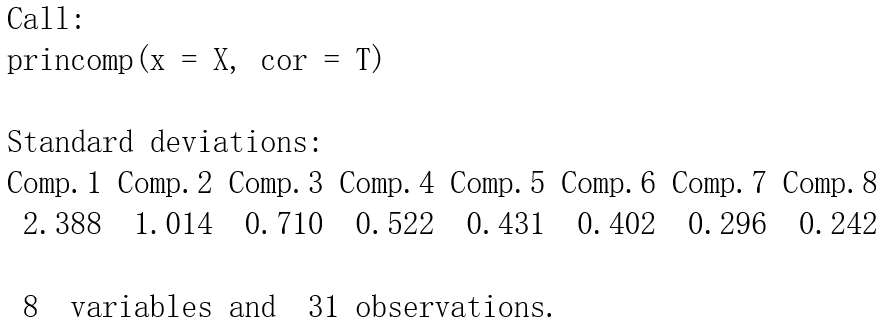 Call:
princomp(x = X, cor = T)
Standard deviations:
Comp.1 Comp.2 Comp.3 Comp.4 Comp.5 Comp.6 Comp.7 Comp.8
2.388 1.014 0.710 0.522 0.431 0.402 0.296 0.242
8 variables and 31 observations.